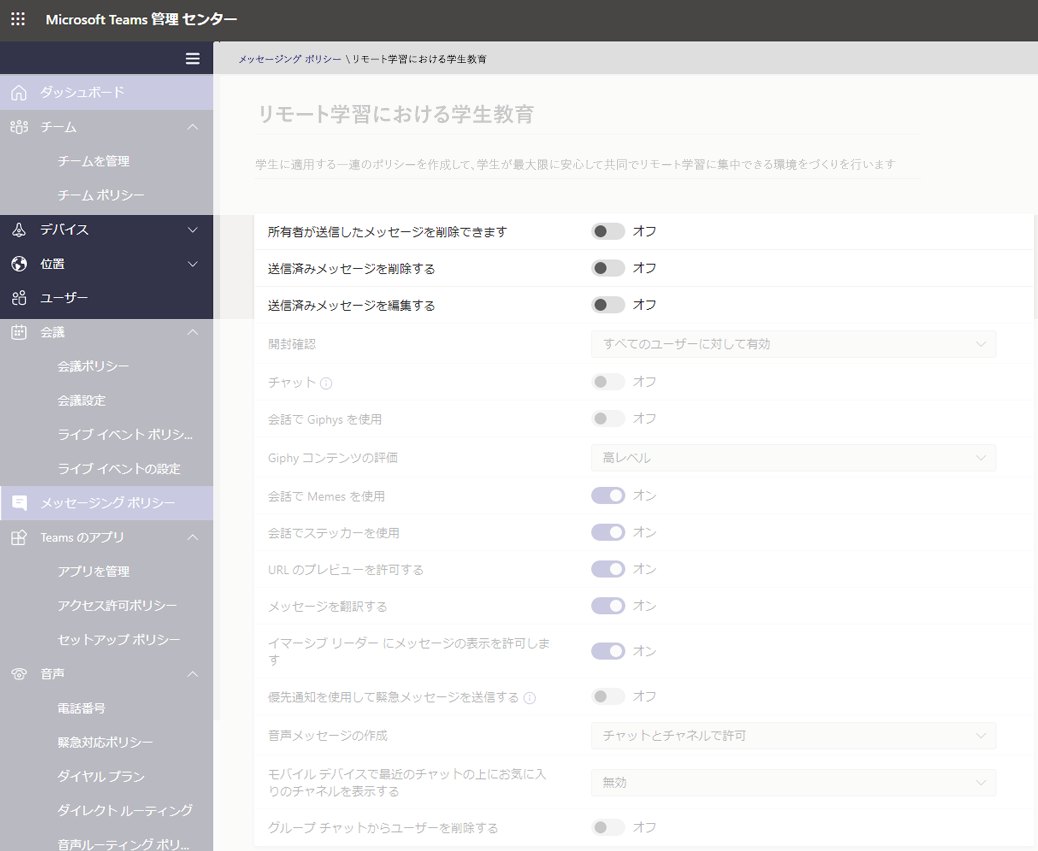 Microsoft Teams 管理 センター
メッセージング ポリシー \ リモート学習における学生教育
ダッシュボード
チーム
チームを管理
チーム ポリシー
デバイス
位置
ユーザー
会議
会議ポリシー
会議設定
ライブ イベント ポリシ...
ライブ イベントの設定
メッセージング ポリシー
Teams のアプリ
アプリを管理
アクセス許可ポリシー
セットアップ ポリシー
音声
電話番号
緊急対応ポリシー
ダイヤル プラン
ダイレクト ルーティング
音声ルーティング ポリ...
リモート学習における学生教育
学生に適用する一連のポリシーを作成して、学生が最大限に安心して共同でリモート学習に集中できる環境をづくりを行います
所有者が送信したメッセージを削除できます オフ
送信済みメッセージを削除する オフ
送信済みメッセージを編集する オフ
開封確認 すべてのユーザーに対して有効
チャット オフ
会話で Giphys を使用 オフ
Giphy コンテンツの評価 高レベル
会話で Memes を使用 オン
会話でステッカーを使用 オン
URL のプレビューを許可する オン
メッセージを翻訳する オン
イマーシブ リーダー にメッセージの表示を許可しま
す オン
優先通知を使用して緊急メッセージを送信する オフ
音声メッセージの作成 チャットとチャネルで許可
モバイル デバイスで最近のチャットの上にお気に入
りのチャネルを表示する 無効
グループ チャットからユーザーを削除する オフ